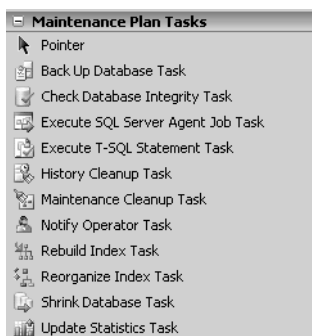 Maintenance Plan Tasks
Pointer
Back Up Database Task
Check Database Integrity Task
Execute SQL Server Agent Job Task
Execute T-SQL Statement Task
History Cleanup Task
Maintenance Cleanup Task
Notify Operator Task
Rebuild Index Task
Reorganize Index Task
Shrink Database Task
Update Statistics Task